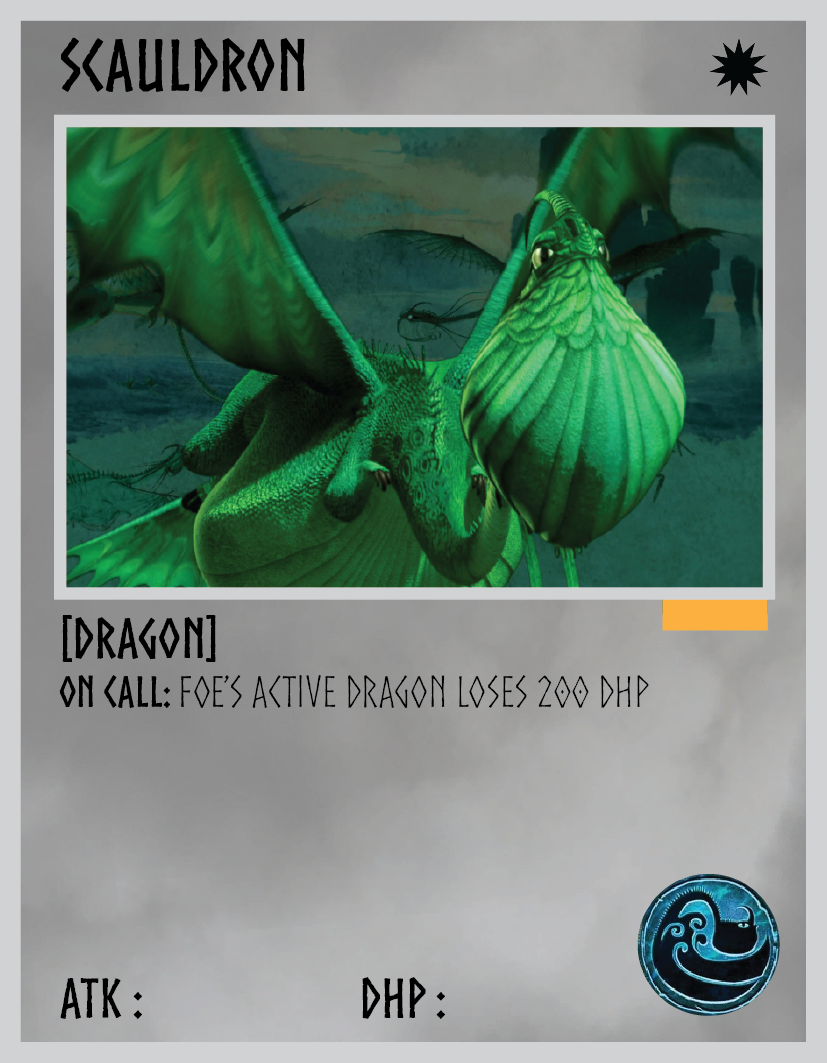 SCAULDRON
[DRAGON]
ON CALL: FOE'S ACTIVE DRAGON LOSES 200 DHP
ATK : DHP :